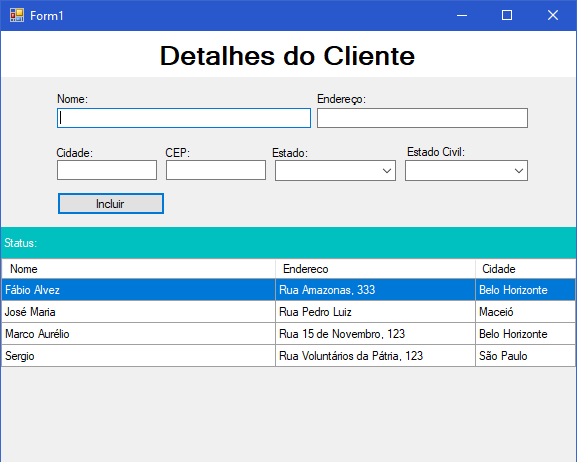 Form1
Detalhes do Cliente
Nome: Endereço:
Cidade: CEP: Estado: Estado Civil:
Incluir
Status:
Nome Endereco Cidade
Fábio Alvez Rua Amazonas, 333 Belo Horizonte
José Maria Rua Pedro Luiz Maceió
Marco Aurélio Rua 15 de Novembro, 123 Belo Horizonte
Sergio Rua Voluntários da Pátria, 123 São Paulo